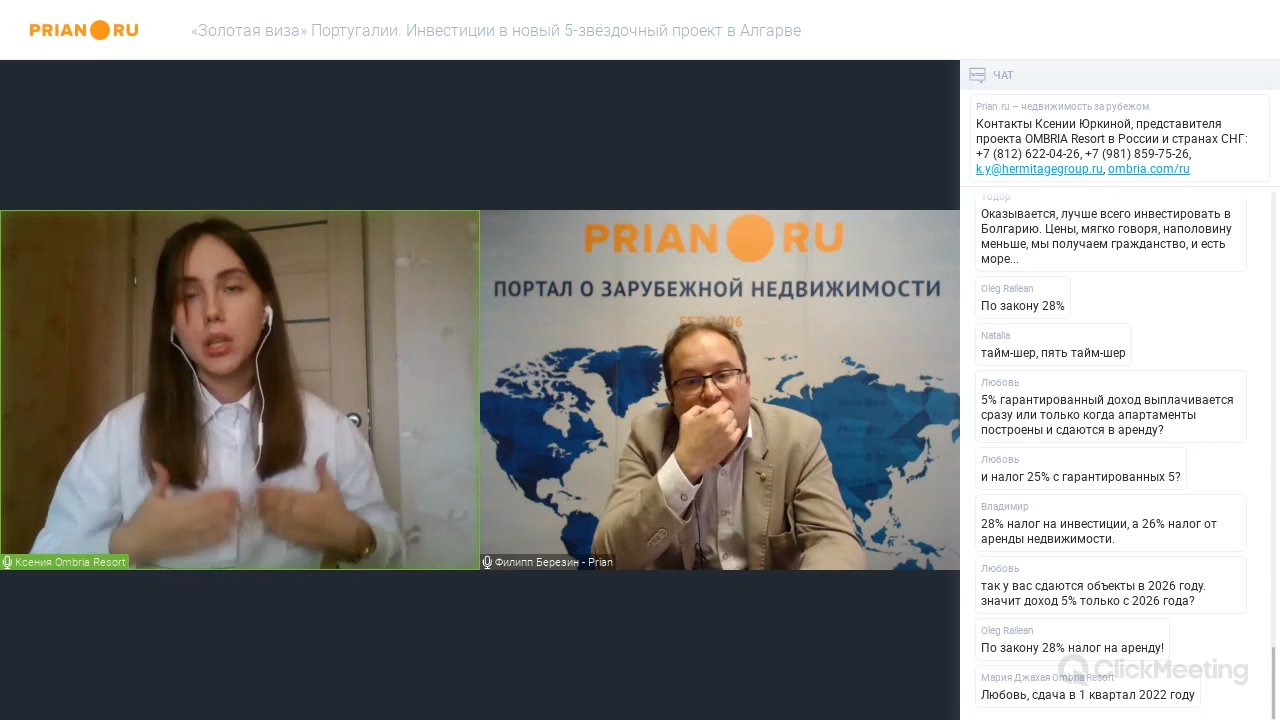 PRIAN RU
«Золотая виза» Португалии. Инвестиции в новый 5-звёздочный проект в Алгарве
PRIAN RU
ПОРТАЛ О ЗАРУБЕЖНОЙ НЕДВИЖИМОСТИ
EST 2006
Ксения Ombria Resort
Филипп Березин - Prian
ЧАТ
Prian.ru – недвижимость за рубежом
Контакты Ксении Юркиной, представителя
проекта OMBRIA Resort в России и странах СНГ:
+7 (812) 622-04-26, +7 (981) 859-75-26,
k.y@hermitagegroup.ru, ombria.com/ru
Тодор
Оказывается, лучше всего инвестировать в
Болгарию. Цены, мягко говоря, наполовину
меньше, мы получаем гражданство, и есть
море...
Oleg Railean
По закону 28%
Natalia
тайм-шер, пять тайм-шер
Любовь
5% гарантированный доход выплачивается
сразу или только когда апартаменты
построены и сдаются в аренду?
Любовь
и налог 25% с гарантированных 5?
Владимир
28% налог на инвестиции, а 26% налог от
аренды недвижимости.
Любовь
так у вас сдаются объекты в 2026 году.
значит доход 5% только с 2026 года?
Oleg Railean
По закону 28% налог на аренду!
Мария Джахая Ombria Resort
Любовь, сдача в 1 квартал 2022 году
ClickMeeting